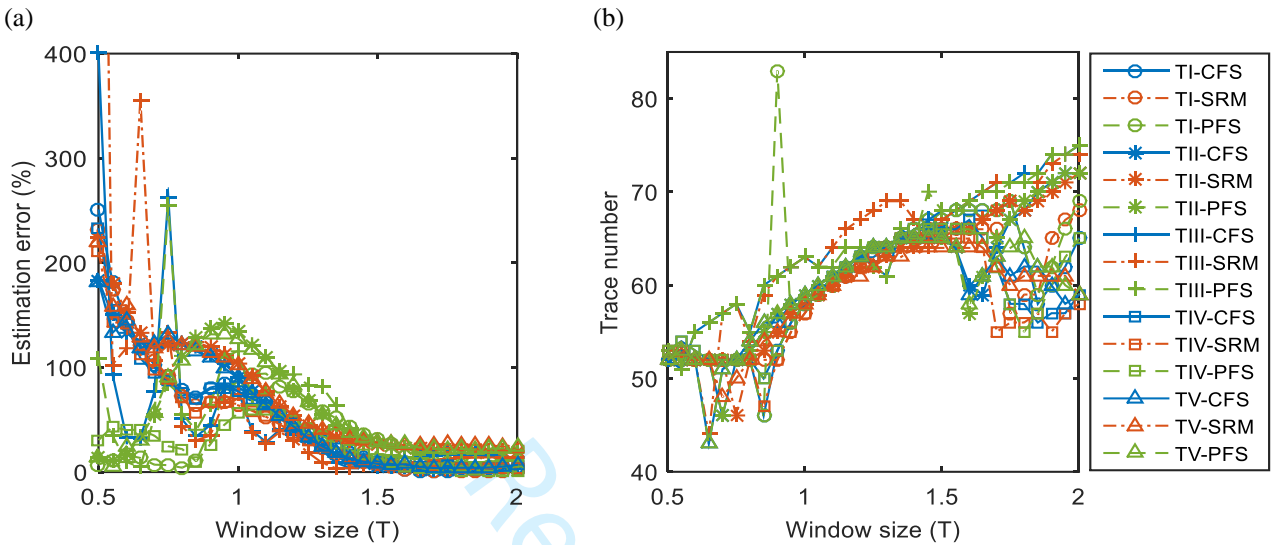 (a)
(b)
400
300
200
100
0
Estimation error (%)
0.5
1
1.5
2
Window size (T)
80
70
60
50
40
Trace number
0.5
1
1.5
2
Window size (T)
TI-CFS
TI-SRM
TI-PFS
TII-CFS
TII-SRM
TII-PFS
TIII-CFS
TIII-SRM
TIII-PFS
TIV-CFS
TIV-SRM
TIV-PFS
TV-CFS
TV-SRM
TV-PFS
Re